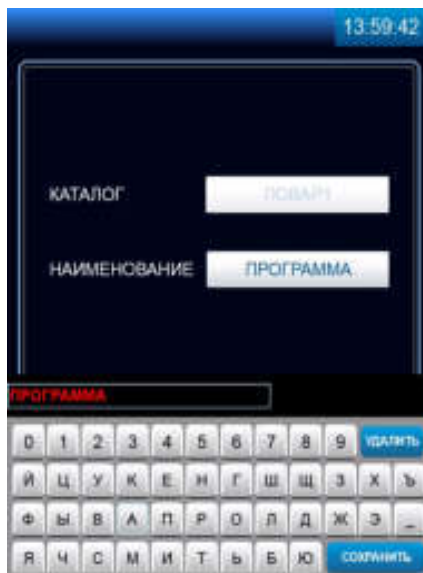 13:59:42
КАТАЛОГ ПОВАР1
НАИМЕНОВАНИЕ ПРОГРАММА
ПРОГРАММА
0 1 2 3 4 5 6 7 8 9 УДАЛИТЬ
Й Ц У К Е Н Г Ш Щ З Х Ъ
Ф Ы В А П Р О Л Д Ж Э _
Я Ч С М И Т Ь Б Ю СОХРАНИТЬ